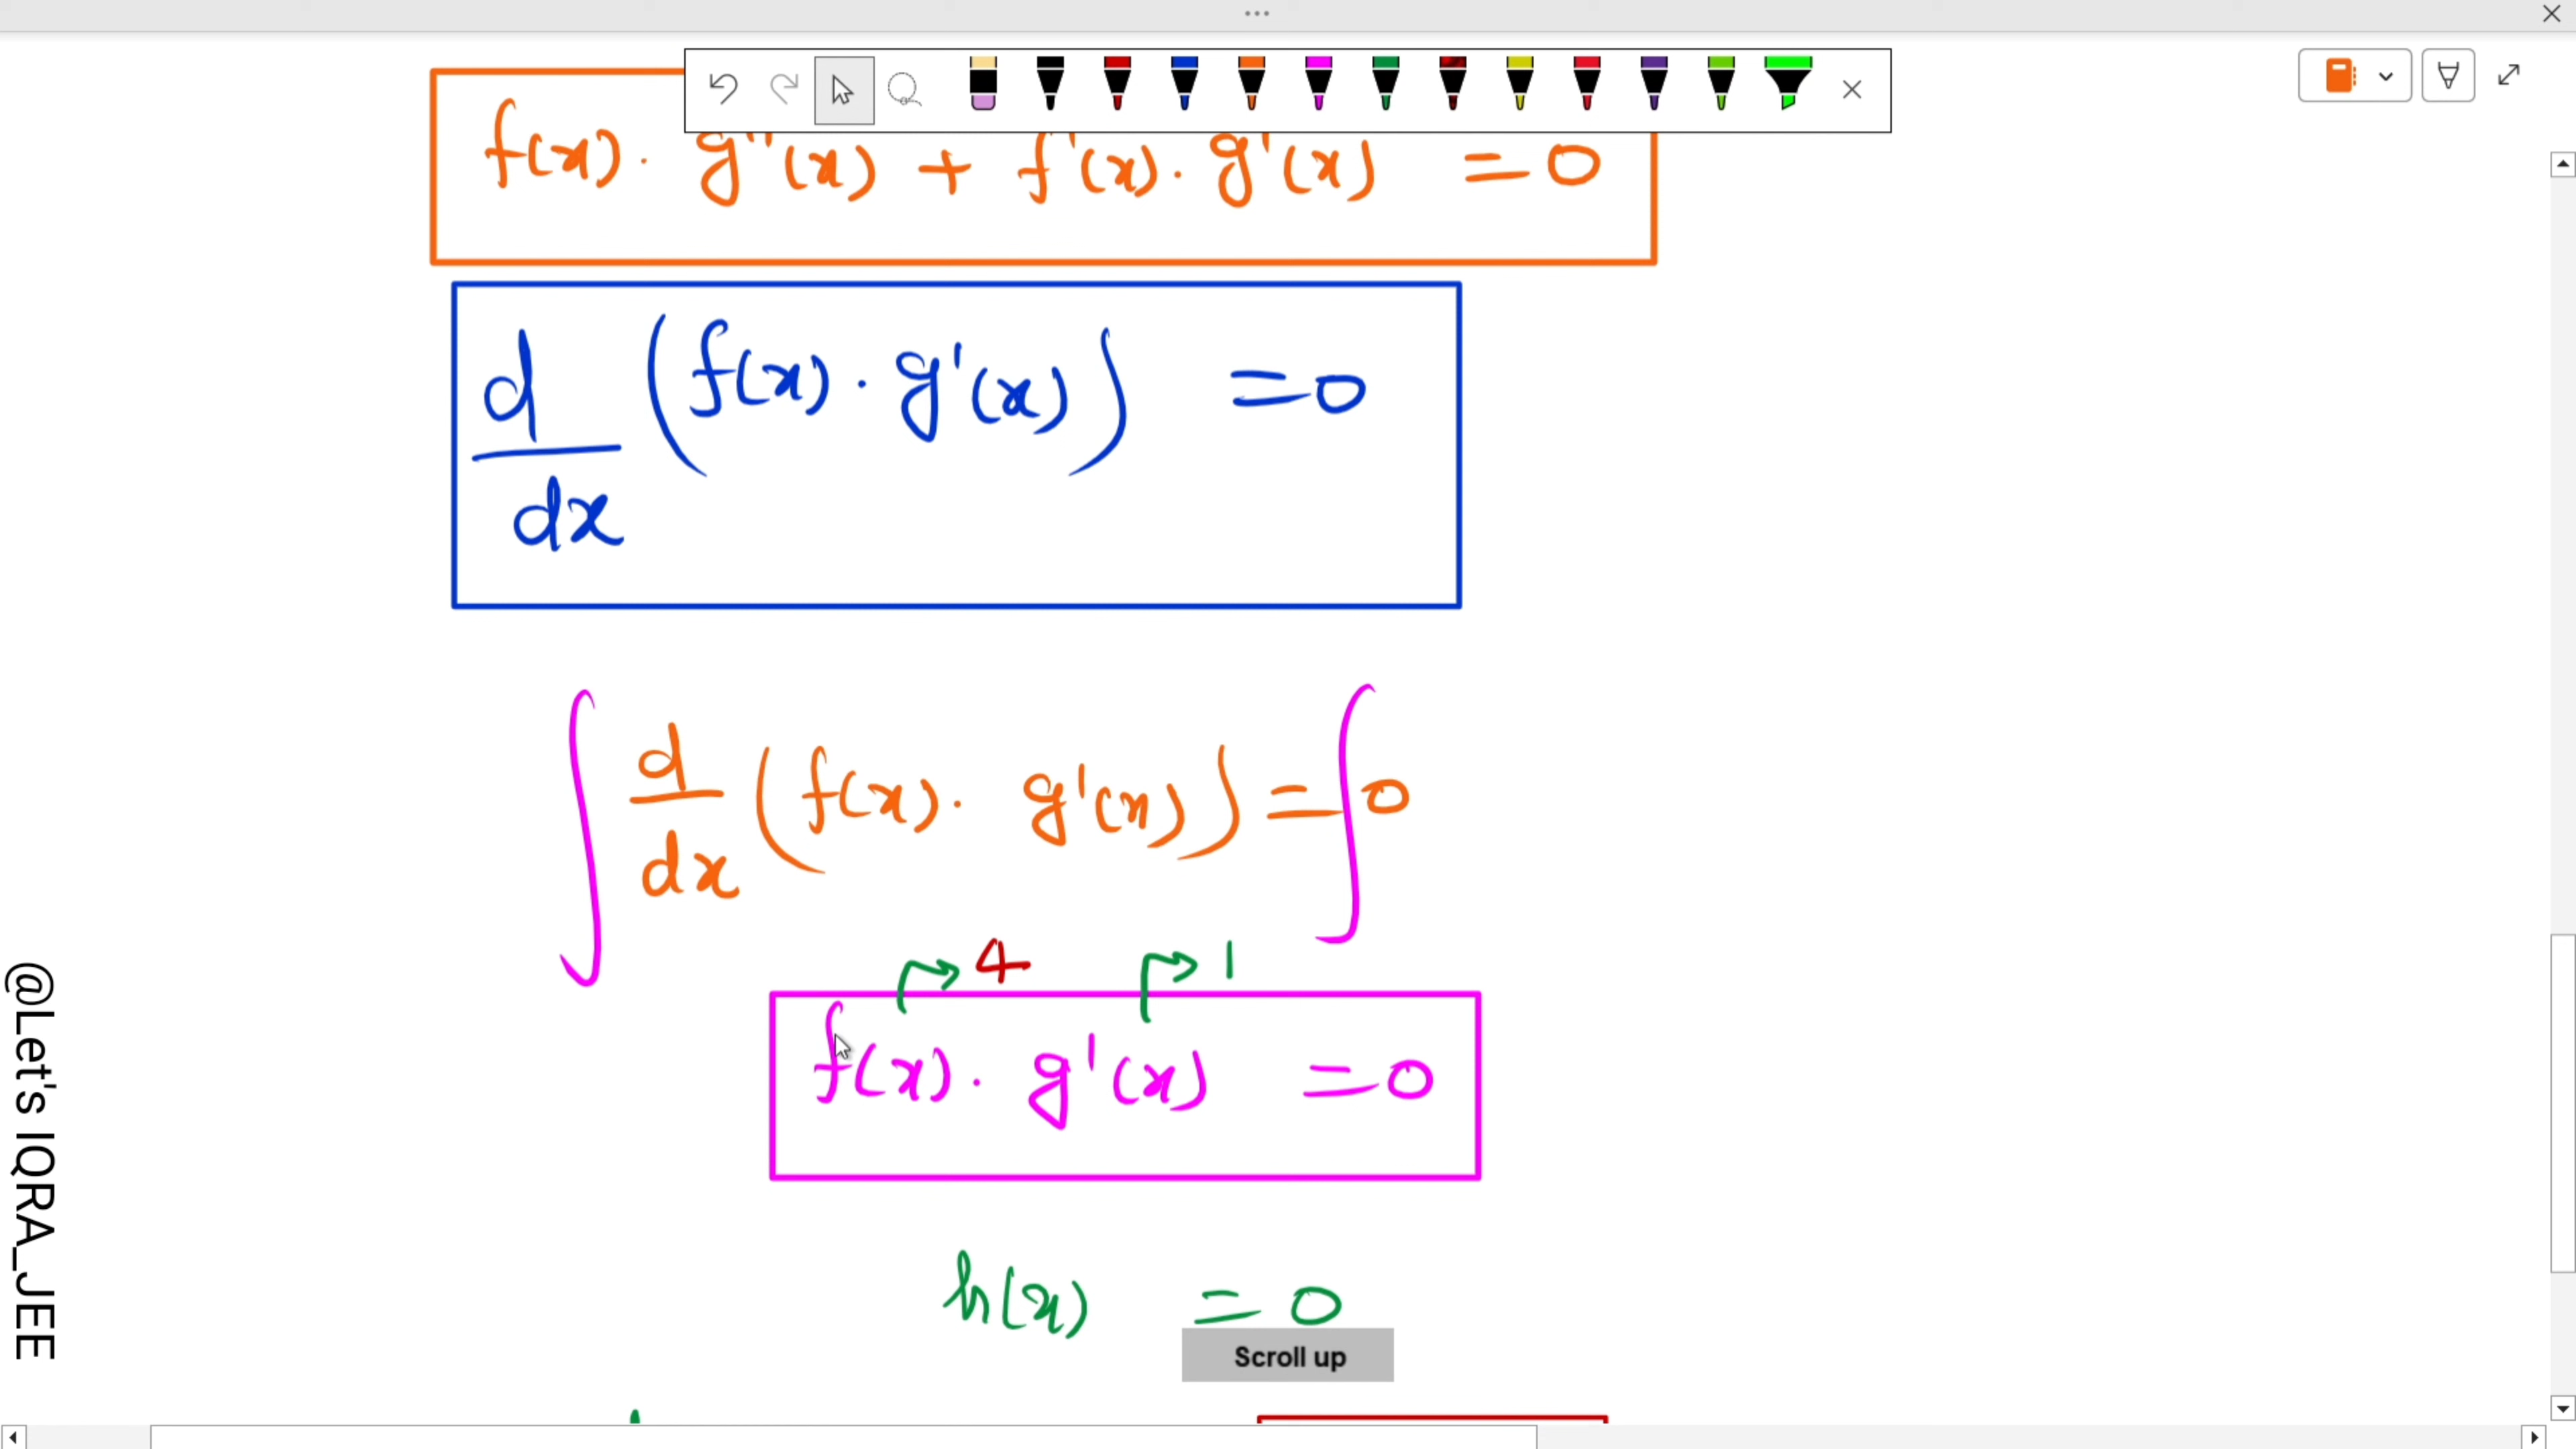 f(x) · g''(x) + f'(x) · g'(x) = 0
d/dx (f(x) · g'(x)) = 0
∫ d/dx (f(x) · g'(x)) = ∫ 0
4 1
f(x) · g'(x) = 0
h(x) = 0
Scroll up
@Let's IQRA_JEE